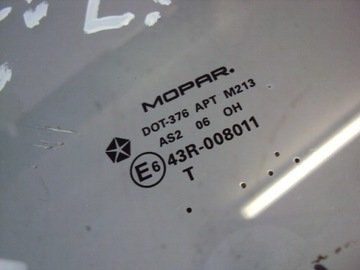 MOPAR.
DOT-376 APT M213
AS2 06 OH
E6 43R-008011
T